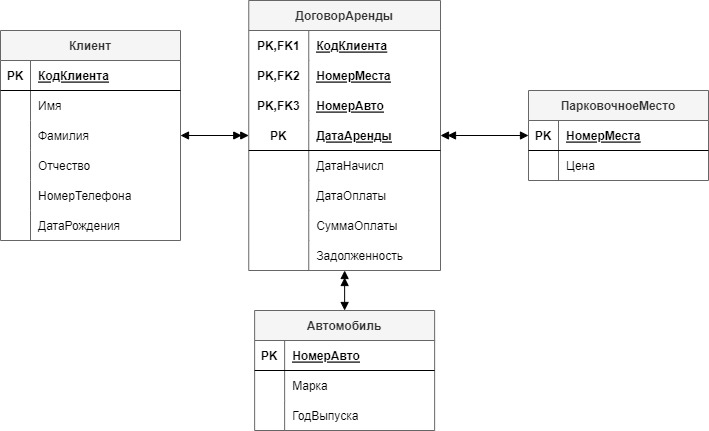 Клиент
PK КодКлиента
Имя
Фамилия
Отчество
НомерТелефона
ДатаРождения
ДоговорАренды
PK,FK1 КодКлиента
PK,FK2 НомерМеста
PK,FK3 НомерАвто
PK ДатаАренды
ДатаНачисл
ДатаОплаты
СуммаОплаты
Задолженность
ПарковочноеМесто
PK НомерМеста
Цена
Автомобиль
PK НомерАвто
Марка
ГодВыпуска